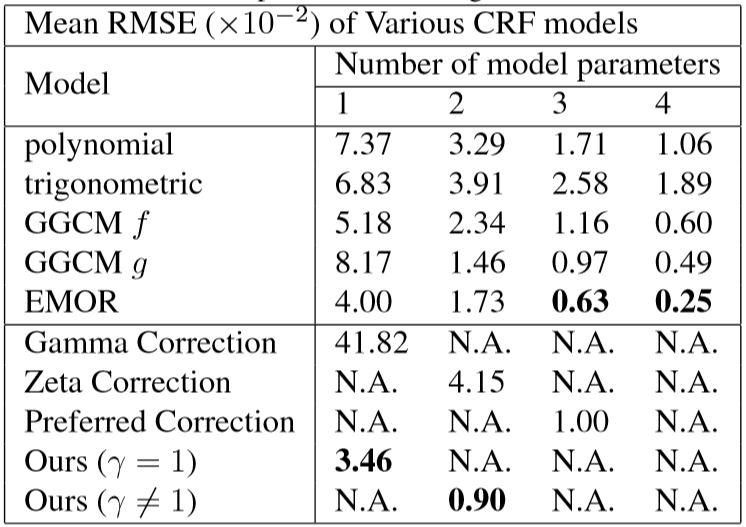 Mean RMSE (×10⁻²) of Various CRF models
Model Number of model parameters
1 2 3 4
polynomial 7.37 3.29 1.71 1.06
trigonometric 6.83 3.91 2.58 1.89
GGCM f 5.18 2.34 1.16 0.60
GGCM g 8.17 1.46 0.97 0.49
EMOR 4.00 1.73 0.63 0.25
Gamma Correction 41.82 N.A. N.A. N.A.
Zeta Correction N.A. 4.15 N.A. N.A.
Preferred Correction N.A. N.A. 1.00 N.A.
Ours (γ = 1) 3.46 N.A. N.A. N.A.
Ours (γ ≠ 1) N.A. 0.90 N.A. N.A.